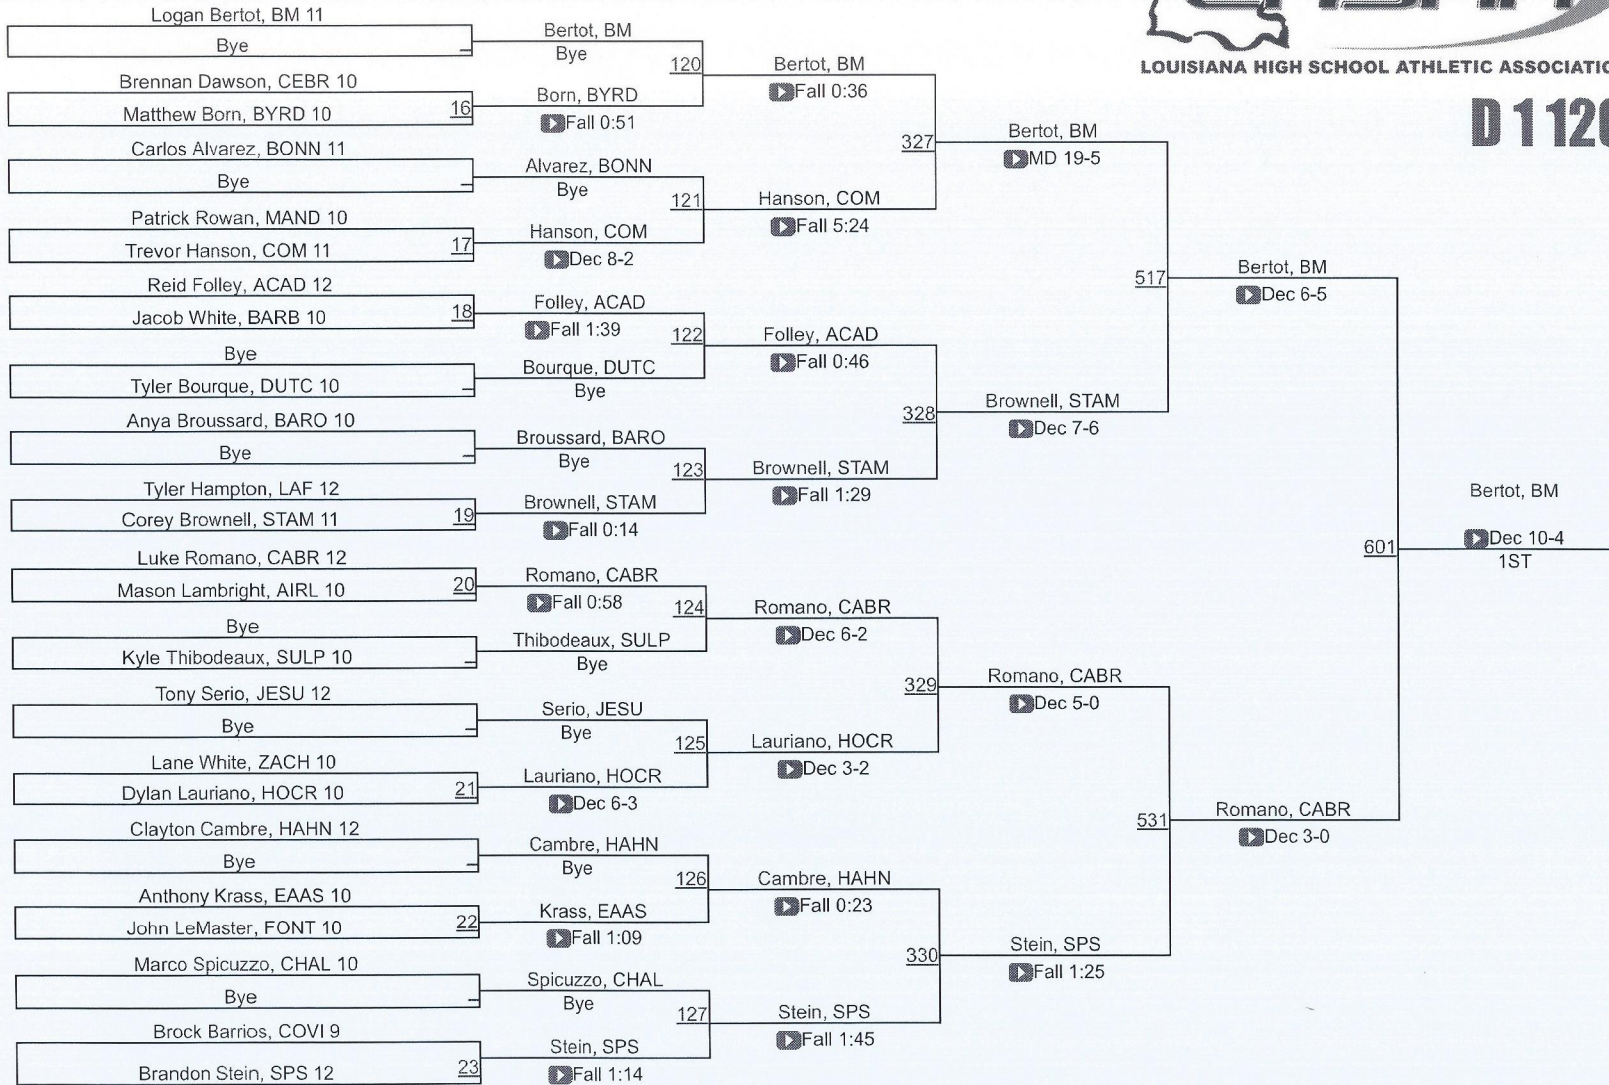 LOUISIANA HIGH SCHOOL ATHLETIC ASSOCIATIO
D 1 120
Logan Bertot, BM 11
Bye
Brennan Dawson, CEBR 10
Matthew Born, BYRD 10
16
Carlos Alvarez, BONN 11
Bye
Patrick Rowan, MAND 10
Trevor Hanson, COM 11
17
Reid Folley, ACAD 12
Jacob White, BARB 10
18
Bye
Tyler Bourque, DUTC 10
Anya Broussard, BARO 10
Bye
Tyler Hampton, LAF 12
Corey Brownell, STAM 11
19
Luke Romano, CABR 12
Mason Lambright, AIRL 10
20
Bye
Kyle Thibodeaux, SULP 10
Tony Serio, JESU 12
Bye
Lane White, ZACH 10
Dylan Lauriano, HOCR 10
21
Clayton Cambre, HAHN 12
Bye
Anthony Krass, EAAS 10
John LeMaster, FONT 10
22
Marco Spicuzzo, CHAL 10
Bye
Brock Barrios, COVI 9
Brandon Stein, SPS 12
23
Bertot, BM
Bye
120
Born, BYRD
Fall 0:51
Alvarez, BONN
Bye
121
Hanson, COM
Dec 8-2
Folley, ACAD
Fall 1:39
122
Bourque, DUTC
Bye
Broussard, BARO
Bye
123
Brownell, STAM
Fall 0:14
Romano, CABR
Fall 0:58
124
Thibodeaux, SULP
Bye
Serio, JESU
Bye
125
Lauriano, HOCR
Dec 6-3
Cambre, HAHN
Bye
126
Krass, EAAS
Fall 1:09
Spicuzzo, CHAL
Bye
127
Stein, SPS
Fall 1:14
Bertot, BM
Fall 0:36
327
Hanson, COM
Fall 5:24
Folley, ACAD
Fall 0:46
328
Brownell, STAM
Fall 1:29
Romano, CABR
Dec 6-2
329
Lauriano, HOCR
Dec 3-2
Cambre, HAHN
Fall 0:23
330
Stein, SPS
Fall 1:45
Bertot, BM
MD 19-5
517
Brownell, STAM
Dec 7-6
Romano, CABR
Dec 5-0
531
Stein, SPS
Fall 1:25
Bertot, BM
Dec 6-5
601
Romano, CABR
Dec 3-0
Bertot, BM
Dec 10-4
1ST